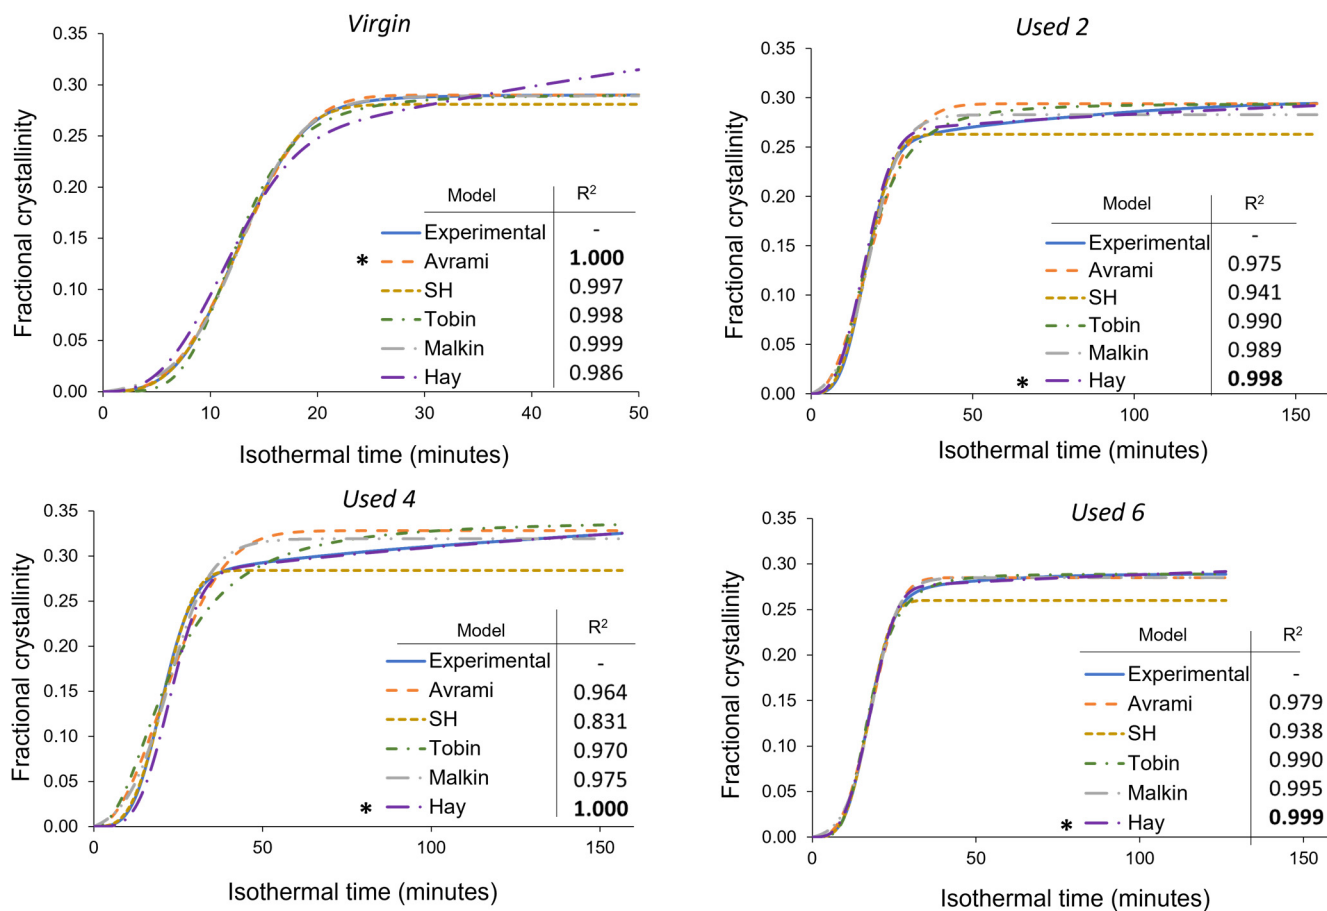 Virgin
0.35
0.30
0.25
0.20
0.15
0.10
0.05
0.00
Fractional crystallinity
Model R²
Experimental -
* Avrami 1.000
SH 0.997
Tobin 0.998
Malkin 0.999
Hay 0.986
0 10 20 30 40 50
Isothermal time (minutes)
Used 2
0.35
0.30
0.25
0.20
0.15
0.10
0.05
0.00
Fractional crystallinity
Model R²
Experimental -
Avrami 0.975
SH 0.941
Tobin 0.990
Malkin 0.989
* Hay 0.998
0 50 100 150
Isothermal time (minutes)
Used 4
0.35
0.30
0.25
0.20
0.15
0.10
0.05
0.00
Fractional crystallinity
Model R²
Experimental -
Avrami 0.964
SH 0.831
Tobin 0.970
Malkin 0.975
* Hay 1.000
0 50 100 150
Isothermal time (minutes)
Used 6
0.35
0.30
0.25
0.20
0.15
0.10
0.05
0.00
Fractional crystallinity
Model R²
Experimental -
Avrami 0.979
SH 0.938
Tobin 0.990
Malkin 0.995
* Hay 0.999
0 50 100 150
Isothermal time (minutes)